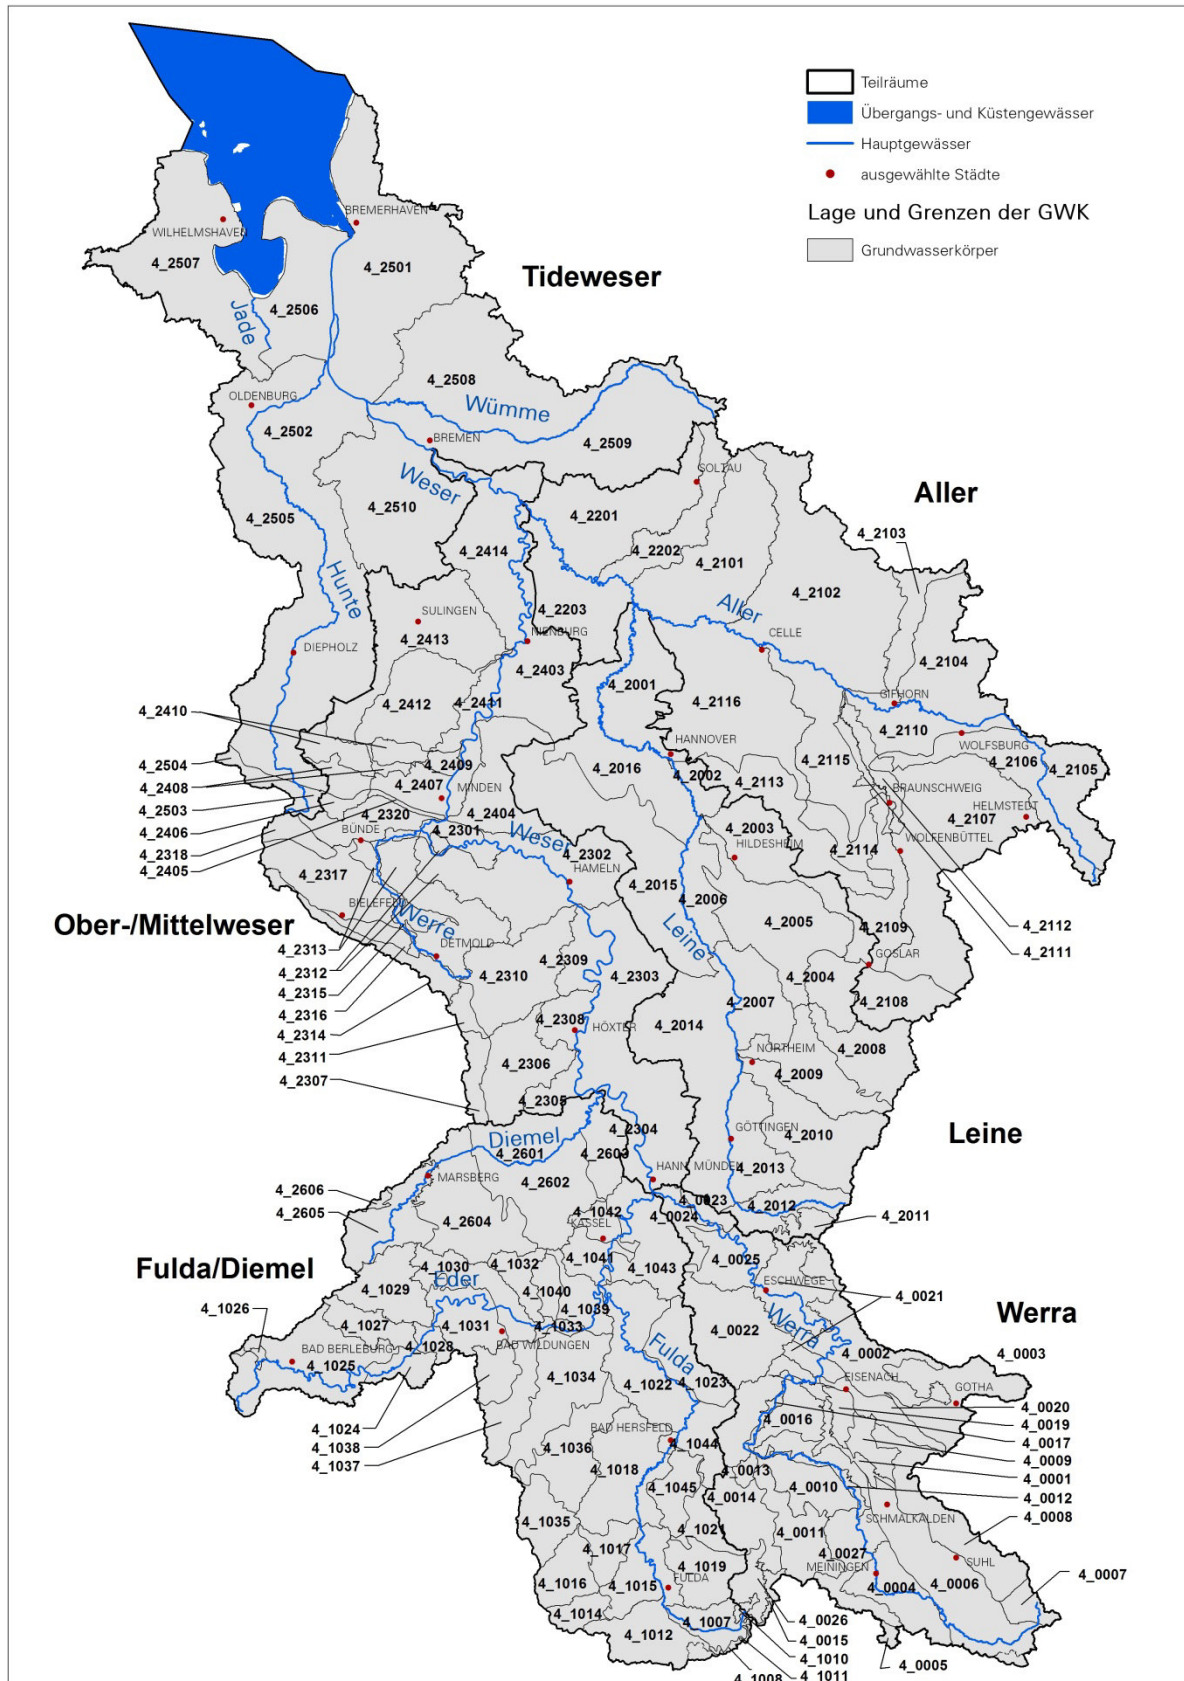 Teilräume
Übergangs- und Küstengewässer
Hauptgewässer
ausgewählte Städte
Lage und Grenzen der GWK
Grundwasserkörper
BREMERHAVEN
WILHELMSHAVEN
4_2507
4_2501
Tideweser
4_2506
Jade
4_2508
OLDENBURG
Wümme
4_2502
BREMEN
4_2509
Weser
SOLTAU
Aller
4_2510
4_2505
4_2201
4_2414
4_2202
4_2101
4_2103
Hunte
4_2102
Aller
4_2203
SULINGEN
4_2413
NIENBURG
CELLE
DIEPHOLZ
4_2403
4_2104
4_2001
GIFHORN
4_2412
4_2411
4_2116
4_2410
4_2110
HANNOVER
WOLFSBURG
4_2504
4_2409
4_2016
4_2002
4_2115
4_2106
4_2105
4_2408
4_2407
4_2113
MINDEN
BRAUNSCHWEIG
HELMSTEDT
4_2503
4_2320
4_2404
4_2107
4_2406
BÜNDE
4_2301
Weser
4_2003
WOLFENBÜTTEL
4_2318
HILDESHEIM
4_2114
4_2405
4_2302
HAMELN
4_2317
4_2015
4_2006
BIELEFELD
Werre
4_2005
4_2112
Ober-/Mittelweser
4_2109
4_2313
DETMOLD
Leine
4_2111
GOSLAR
4_2312
4_2310
4_2309
4_2303
4_2004
4_2315
4_2108
4_2316
4_2007
4_2314
4_2308
HÖXTER
4_2014
4_2311
NORTHEIM
4_2008
4_2306
4_2009
4_2307
4_2305
4_2304
Diemel
GÖTTINGEN
4_2010
Leine
4_2601
4_2603
4_2013
MARSBERG
4_2602
HANN. MÜNDEN
4_2606
4_0023
4_2012
4_2605
4_2604
4_1042
4_0024
4_2011
KASSEL
4_1041
4_0025
Fulda/Diemel
4_1030
4_1032
4_1043
Eder
4_1029
4_1040
ESCHWEGE
4_0021
4_1026
4_1039
Werra
Werra
4_1027
4_1031
4_1033
BAD WILDUNGEN
4_0022
BAD BERLEBURG
4_1028
Fulda
4_0002
4_0003
4_1025
4_1034
4_1022
4_1023
EISENACH
GOTHA
4_0020
4_1024
4_0016
4_0019
4_1038
BAD HERSFELD
4_0017
4_1036
4_1044
4_0009
4_1037
4_1018
4_0013
4_0001
4_1045
4_0014
4_0010
4_0012
SCHMALKALDEN
4_0008
4_1035
4_1021
4_0011
4_1017
4_0027
SUHL
4_1019
MEININGEN
4_0007
4_1016
4_1015
FULDA
4_0004
4_0006
4_1014
4_1007
4_0026
4_1012
4_0015
4_1010
4_0005
4_1008
4_1011